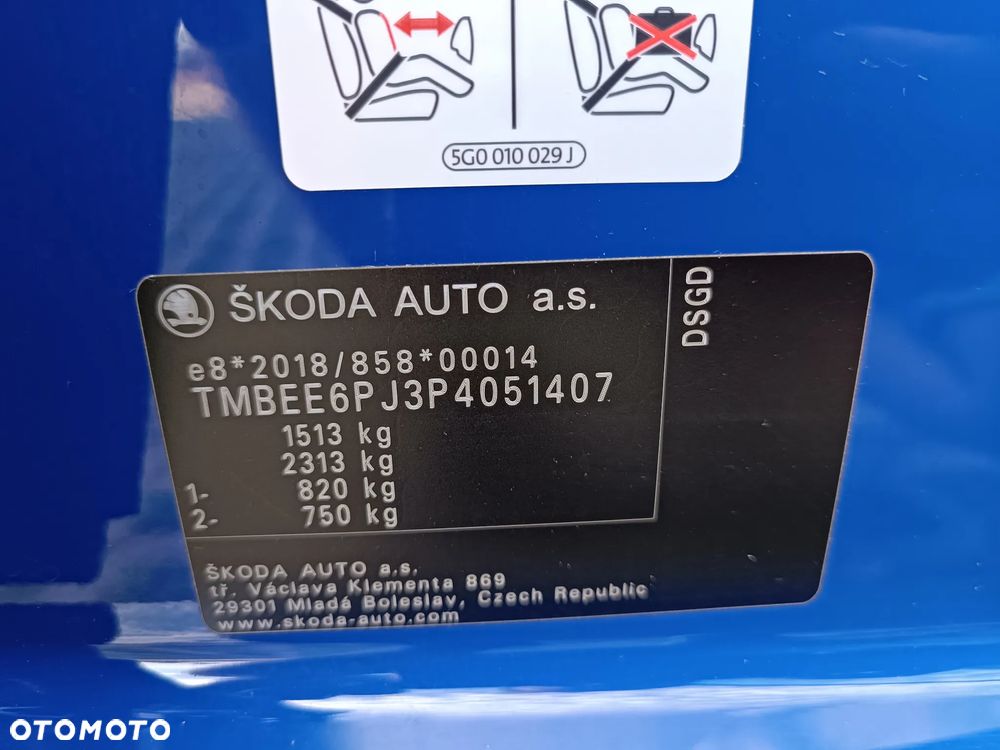 5G0 010 029 J
ŠKODA AUTO a.s.
DSGD
e8*2018/858*00014
TMBEE6PJ3P4051407
1513 kg
2313 kg
1- 820 kg
2- 750 kg
ŠKODA AUTO a.s.
tř. Václava Klementa 869
29301 Mladá Boleslav, Czech Republic
www.skoda-auto.com
OTOMOTO